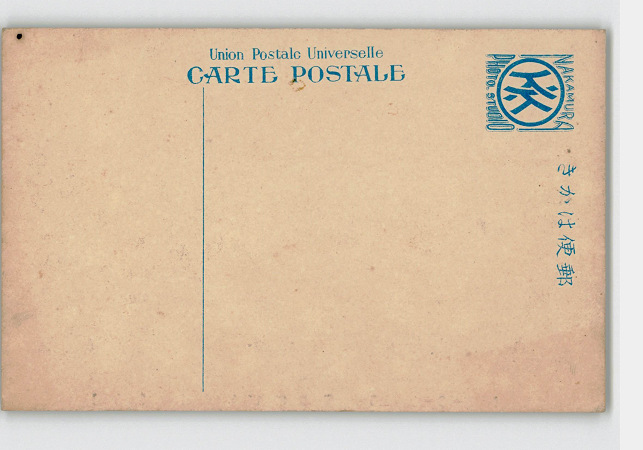 Union Postale Universelle
CARTE POSTALE
NAKAMURA
PHOTO. STUDIO
きかは便郵